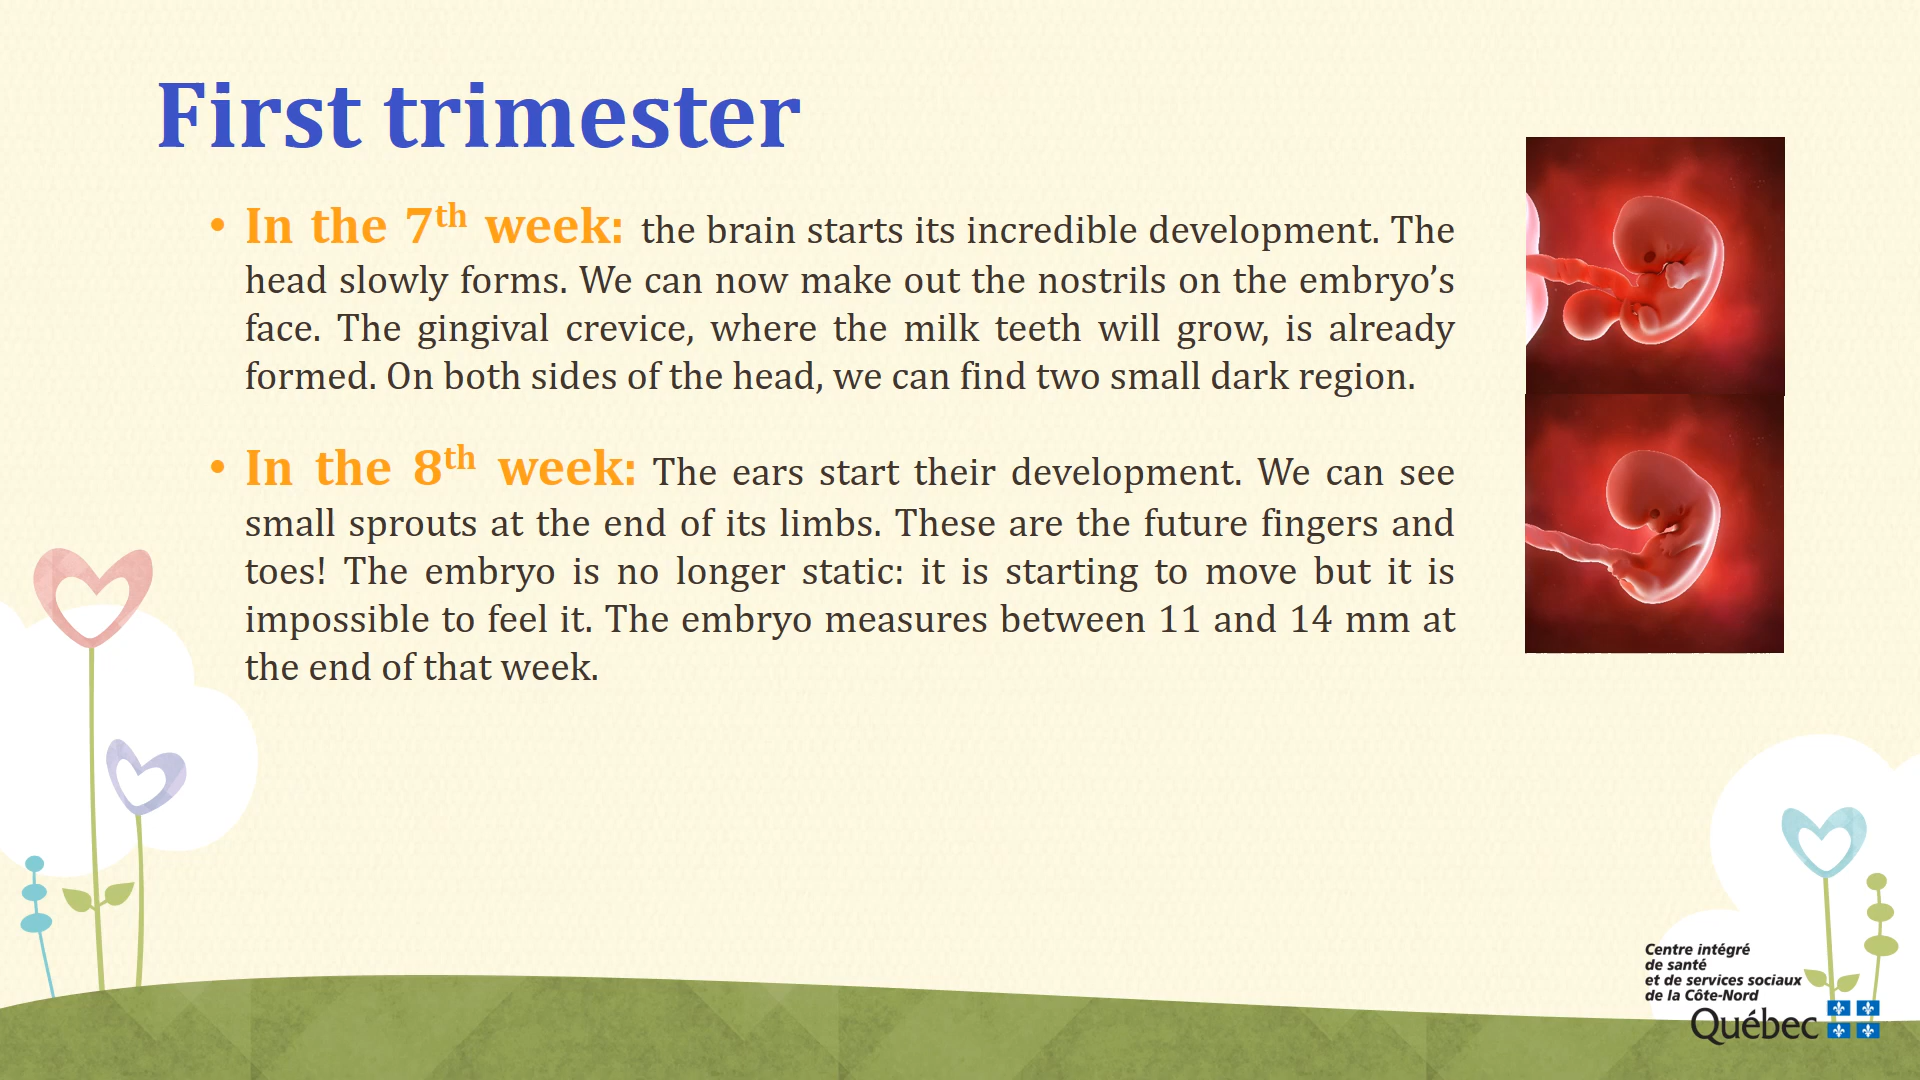 First trimester
• In the 7th week: the brain starts its incredible development. The
head slowly forms. We can now make out the nostrils on the embryo’s
face. The gingival crevice, where the milk teeth will grow, is already
formed. On both sides of the head, we can find two small dark region.
• In the 8th week: The ears start their development. We can see
small sprouts at the end of its limbs. These are the future fingers and
toes! The embryo is no longer static: it is starting to move but it is
impossible to feel it. The embryo measures between 11 and 14 mm at
the end of that week.
Centre intégré
de santé
et de services sociaux
de la Côte-Nord
Québec